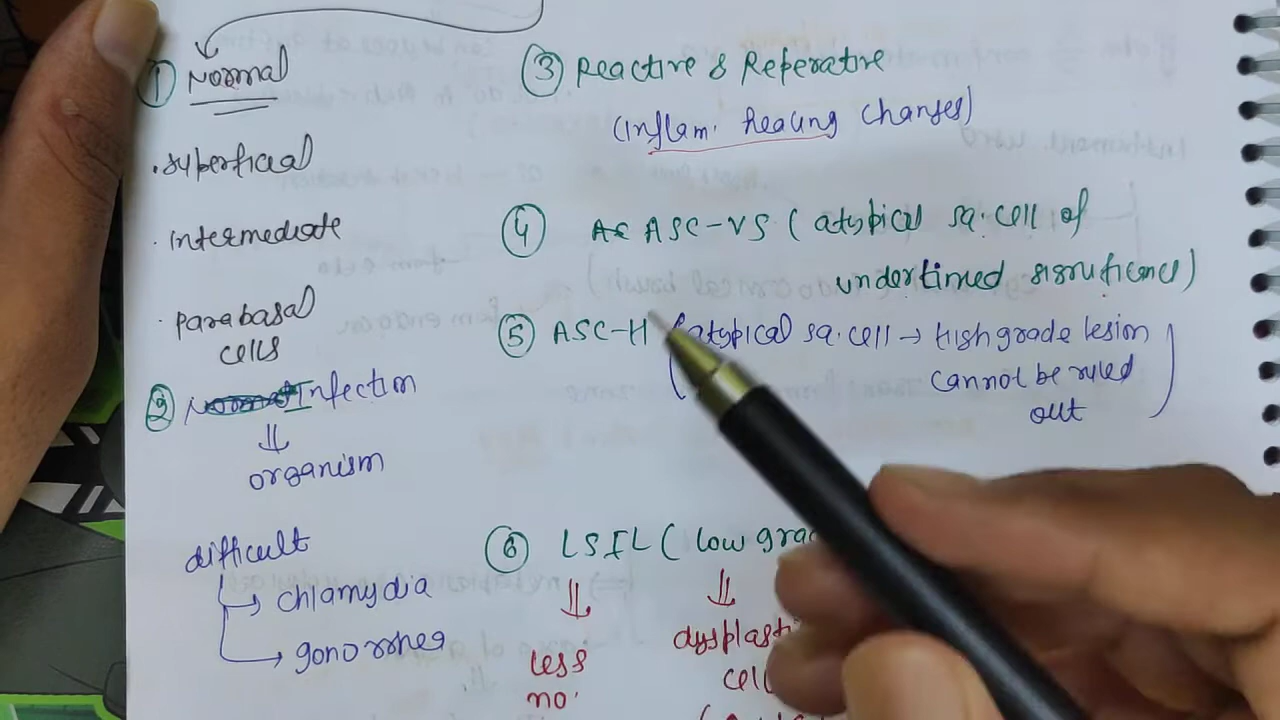 ① Normal
• superficial
• intermediate
• parabasal
cells
② Infection
⇓
organism
difficult
→ chlamydia
→ gonorrhea
③ Reactive & Reperative
(inflam. healing changes)
④ ASC-US (atypical sq. cell of
undertimed significance)
⑤ ASC-H (atypical sq. cell → High grade lesion
cannot be ruled
out)
⑥ LSIL (low grad
⇓ ⇓
less
no.
dysplasti
cell